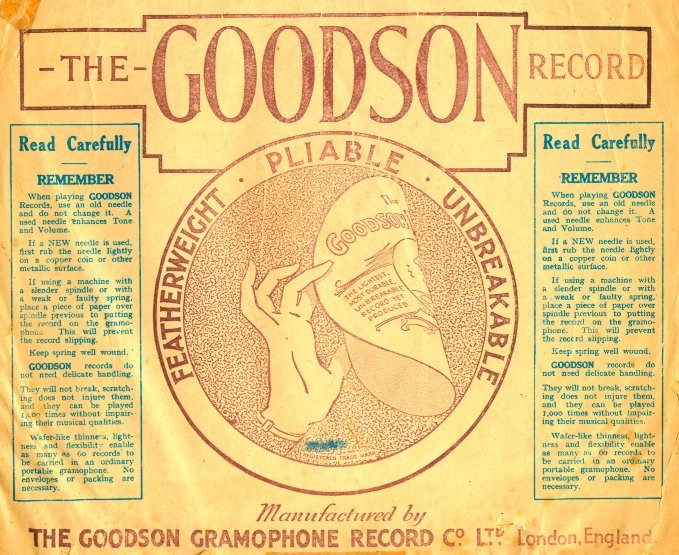 -THE-
GOODSON
RECORD
FEATHERWEIGHT · PLIABLE · UNBREAKABLE
Read Carefully
REMEMBER
When playing GOODSON
Records, use an old needle
and do not change it. A
used needle enhances Tone
and Volume.
If a NEW needle is used,
first rub the needle lightly
on a copper coin or other
metallic surface.
If using a machine with
a slender spindle or with
a weak or faulty spring,
place a piece of paper over
spindle previous to putting
the record on the gramo-
phone. This will prevent
the record slipping.
Keep spring well wound.
GOODSON records do
not need delicate handling.
They will not break, scratch-
ing does not injure them,
and they can be played
1,000 times without impair-
ing their musical qualities.
Wafer-like thinness, light-
ness and flexibility enable
as many as 60 records to
be carried in an ordinary
portable gramophone. No
envelopes or packing are
necessary.
The
Goodson
THE LIGHTEST,
MOST DURABLE,
UNBREAKABLE
RECORD YET
PRODUCED
REGISTERED TRADE MARK
Read Carefully
REMEMBER
When playing GOODSON
Records, use an old needle
and do not change it. A
used needle enhances Tone
and Volume.
If a NEW needle is used,
first rub the needle lightly
on a copper coin or other
metallic surface.
If using a machine with
a slender spindle or with
a weak or faulty spring,
place a piece of paper over
spindle previous to putting
the record on the gramo-
phone. This will prevent
the record slipping.
Keep spring well wound.
GOODSON records do
not need delicate handling.
They will not break, scratch-
ing does not injure them,
and they can be played
1,000 times without impair-
ing their musical qualities.
Wafer-like thinness, light-
ness and flexibility enable
as many as 60 records to
be carried in an ordinary
portable gramophone. No
envelopes or packing are
necessary.
Manufactured by
THE GOODSON GRAMOPHONE RECORD Cº LTD London, England.